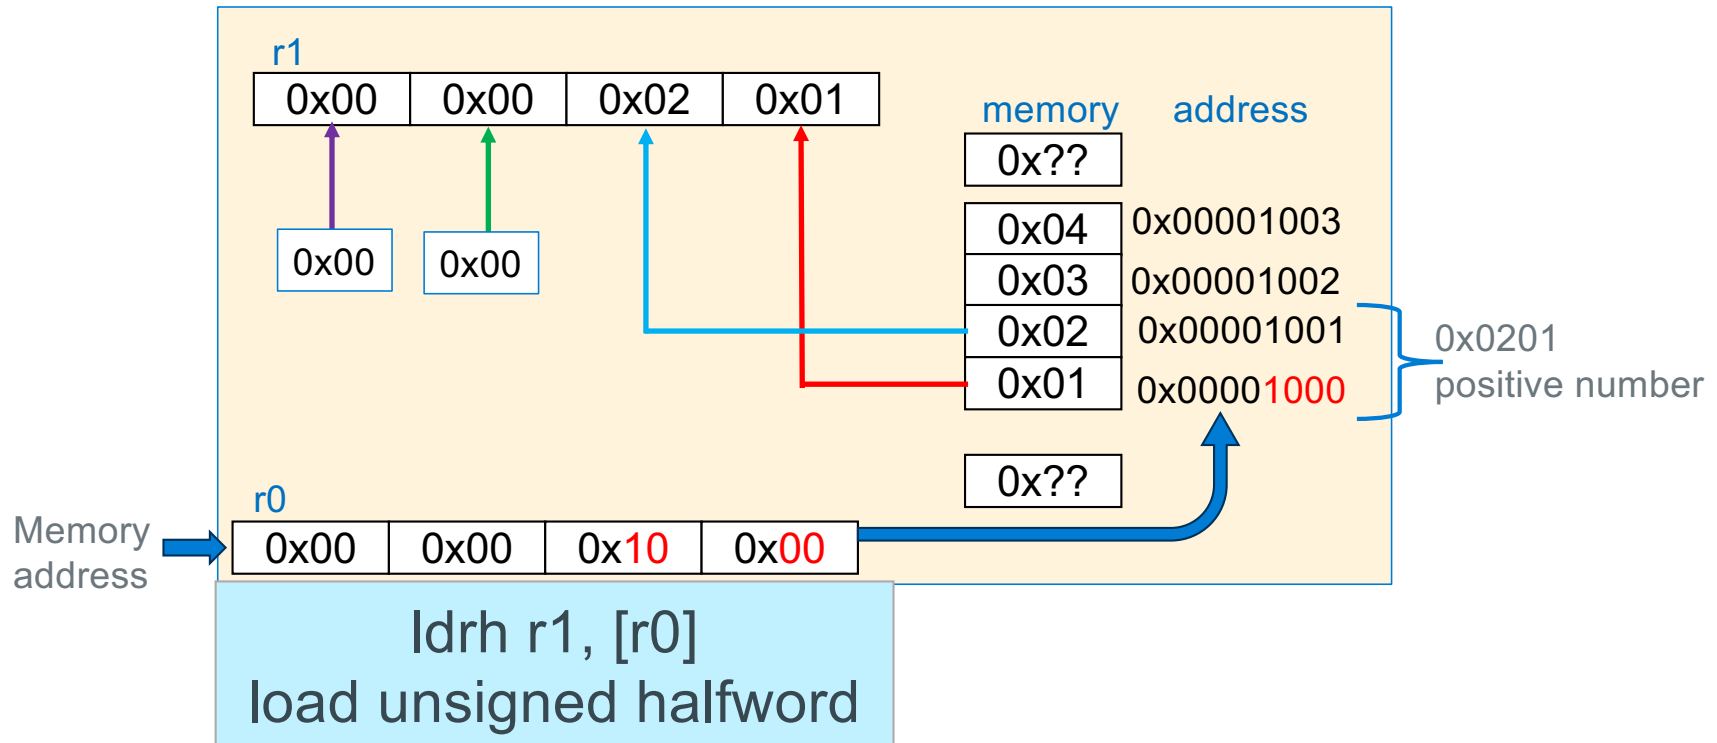 r1
0x00 0x00 0x02 0x01
memory address
0x??
0x04 0x00001003
0x00 0x00
0x03 0x00001002
0x02 0x00001001
0x01 0x00001000
0x0201
positive number
0x??
r0
Memory
address
0x00 0x00 0x10 0x00
ldrh r1, [r0]
load unsigned halfword